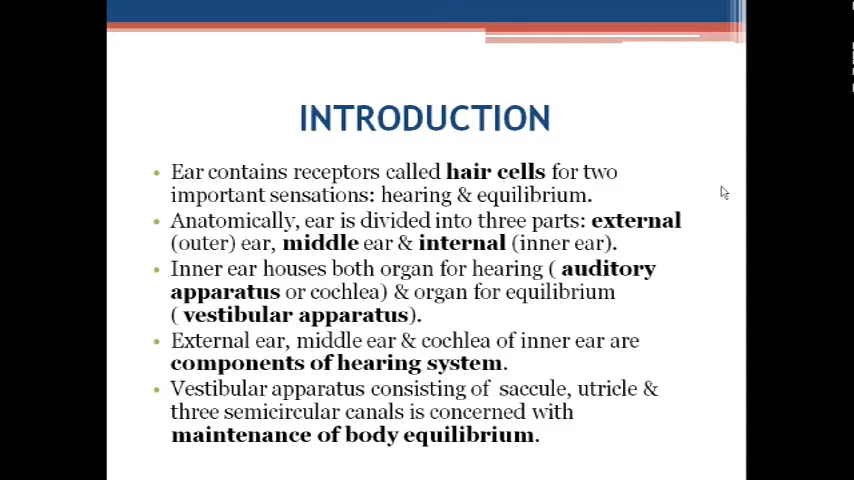 INTRODUCTION
• Ear contains receptors called hair cells for two
important sensations: hearing & equilibrium.
• Anatomically, ear is divided into three parts: external
(outer) ear, middle ear & internal (inner ear).
• Inner ear houses both organ for hearing ( auditory
apparatus or cochlea) & organ for equilibrium
( vestibular apparatus).
• External ear, middle ear & cochlea of inner ear are
components of hearing system.
• Vestibular apparatus consisting of saccule, utricle &
three semicircular canals is concerned with
maintenance of body equilibrium.